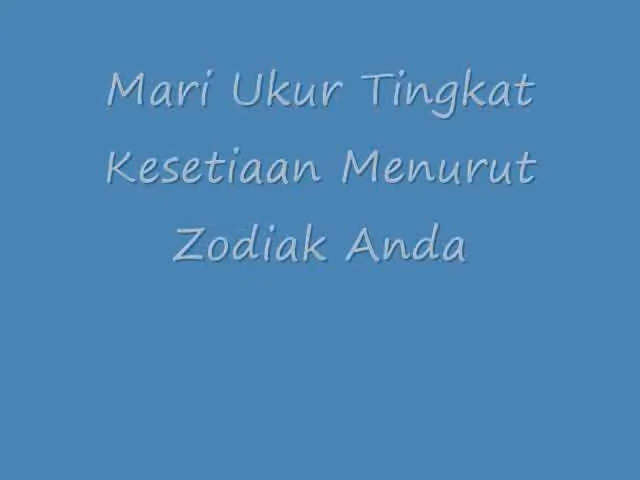 Mari Ukur Tingkat
Kesetiaan Menurut
Zodiak Anda